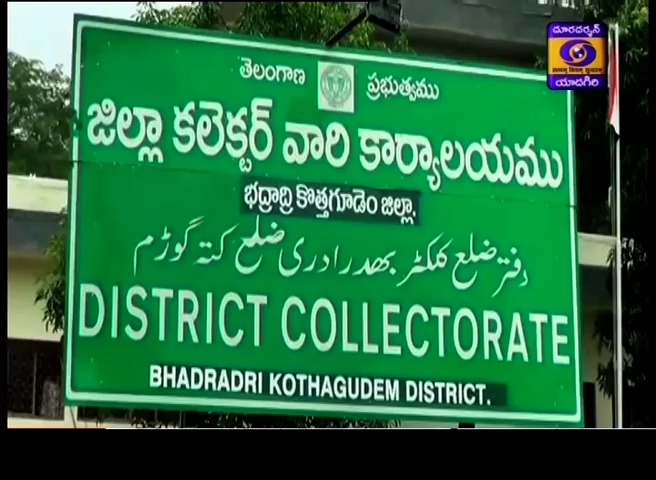 తెలంగాణ ప్రభుత్వము
జిల్లా కలెక్టర్ వారి కార్యాలయము
భద్రాద్రి కొత్తగూడెం జిల్లా.
دفتر ضلع کلکٹر بھدرادری ضلع کتہ گوڑم
DISTRICT COLLECTORATE
BHADRADRI KOTHAGUDEM DISTRICT.
దూరదర్శన్
యాదగిరి